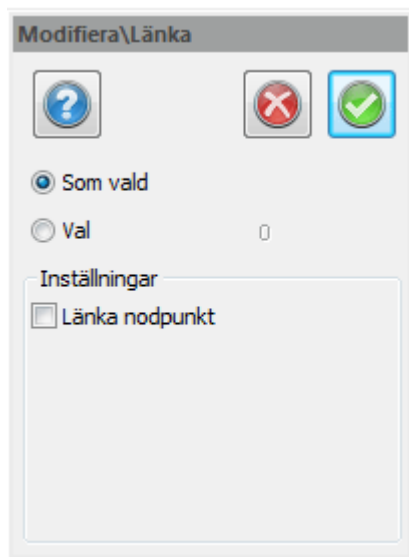 Modifiera\Länka
Som vald
Val 0
Inställningar
Länka nodpunkt